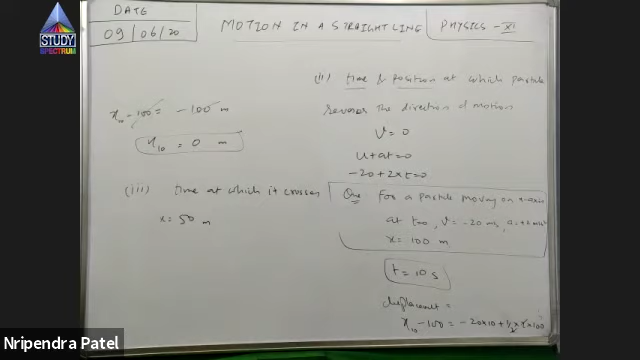 DATE
09/06/20
MOTION IN A STRAIGHT LINE
PHYSICS - XI
STUDY
SPECTRUM
(ii) time & position at which particle
reverses the direction of motion
V = 0
u + at = 0
-20 + 2 x t = 0
x₁₀ - 100 = -100 m
x₁₀ = 0 m
(iii) time at which it crosses
x = 50 m
Que For a particle moving on x-axis
at t=0, V = -20 m/s, a = +2 m/s²
x = 100 m
t = 10 s
displacement =
x₁₀ - 100 = -20x10 + ½ x 2 x 100
Nripendra Patel